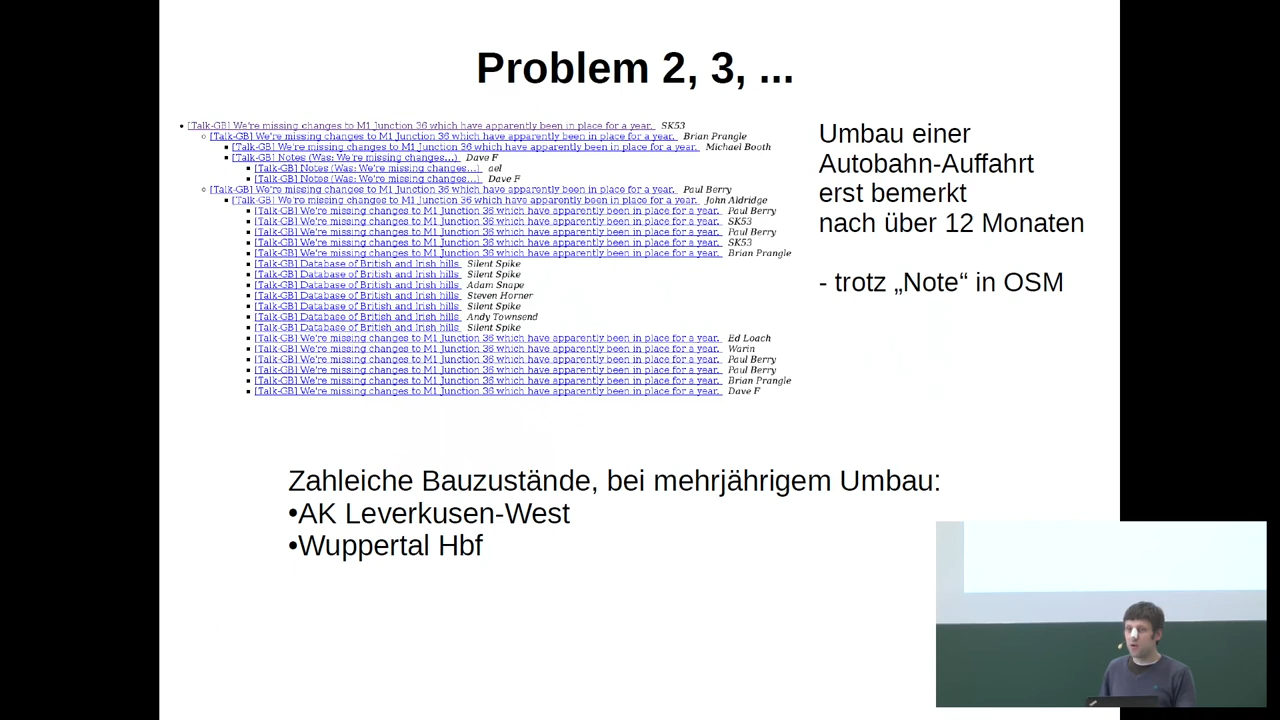 Problem 2, 3, ...
• [Talk-GB] We're missing changes to M1 Junction 36 which have apparently been in place for a year. SK53
[Talk-GB] We're missing changes to M1 Junction 36 which have apparently been in place for a year. Brian Prangle
[Talk-GB] We're missing changes to M1 Junction 36 which have apparently been in place for a year. Michael Booth
[Talk-GB] Notes (Was: We're missing changes...) Dave F
[Talk-GB] Notes (Was: We're missing changes...) ael
[Talk-GB] Notes (Was: We're missing changes...) Dave F
[Talk-GB] We're missing changes to M1 Junction 36 which have apparently been in place for a year. Paul Berry
[Talk-GB] We're missing changes to M1 Junction 36 which have apparently been in place for a year. John Aldridge
[Talk-GB] We're missing changes to M1 Junction 36 which have apparently been in place for a year. Paul Berry
[Talk-GB] We're missing changes to M1 Junction 36 which have apparently been in place for a year. SK53
[Talk-GB] We're missing changes to M1 Junction 36 which have apparently been in place for a year. Paul Berry
[Talk-GB] We're missing changes to M1 Junction 36 which have apparently been in place for a year. SK53
[Talk-GB] We're missing changes to M1 Junction 36 which have apparently been in place for a year. Brian Prangle
[Talk-GB] Database of British and Irish hills Silent Spike
[Talk-GB] Database of British and Irish hills Silent Spike
[Talk-GB] Database of British and Irish hills Adam Snape
[Talk-GB] Database of British and Irish hills Steven Horner
[Talk-GB] Database of British and Irish hills Silent Spike
[Talk-GB] Database of British and Irish hills Andy Townsend
[Talk-GB] Database of British and Irish hills Silent Spike
[Talk-GB] We're missing changes to M1 Junction 36 which have apparently been in place for a year. Ed Loach
[Talk-GB] We're missing changes to M1 Junction 36 which have apparently been in place for a year. Warin
[Talk-GB] We're missing changes to M1 Junction 36 which have apparently been in place for a year. Paul Berry
[Talk-GB] We're missing changes to M1 Junction 36 which have apparently been in place for a year. Paul Berry
[Talk-GB] We're missing changes to M1 Junction 36 which have apparently been in place for a year. Brian Prangle
[Talk-GB] We're missing changes to M1 Junction 36 which have apparently been in place for a year. Dave F
Umbau einer
Autobahn-Auffahrt
erst bemerkt
nach über 12 Monaten
- trotz „Note“ in OSM
Zahleiche Bauzustände, bei mehrjährigem Umbau:
•AK Leverkusen-West
•Wuppertal Hbf